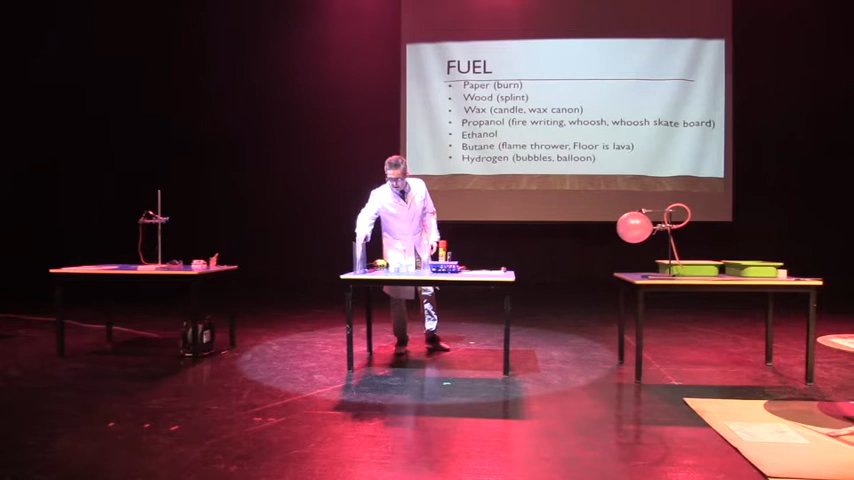 FUEL
• Paper (burn)
• Wood (splint)
• Wax (candle, wax canon)
• Propanol (fire writing, whoosh, whoosh skate board)
• Ethanol
• Butane (flame thrower, Floor is lava)
• Hydrogen (bubbles, balloon)